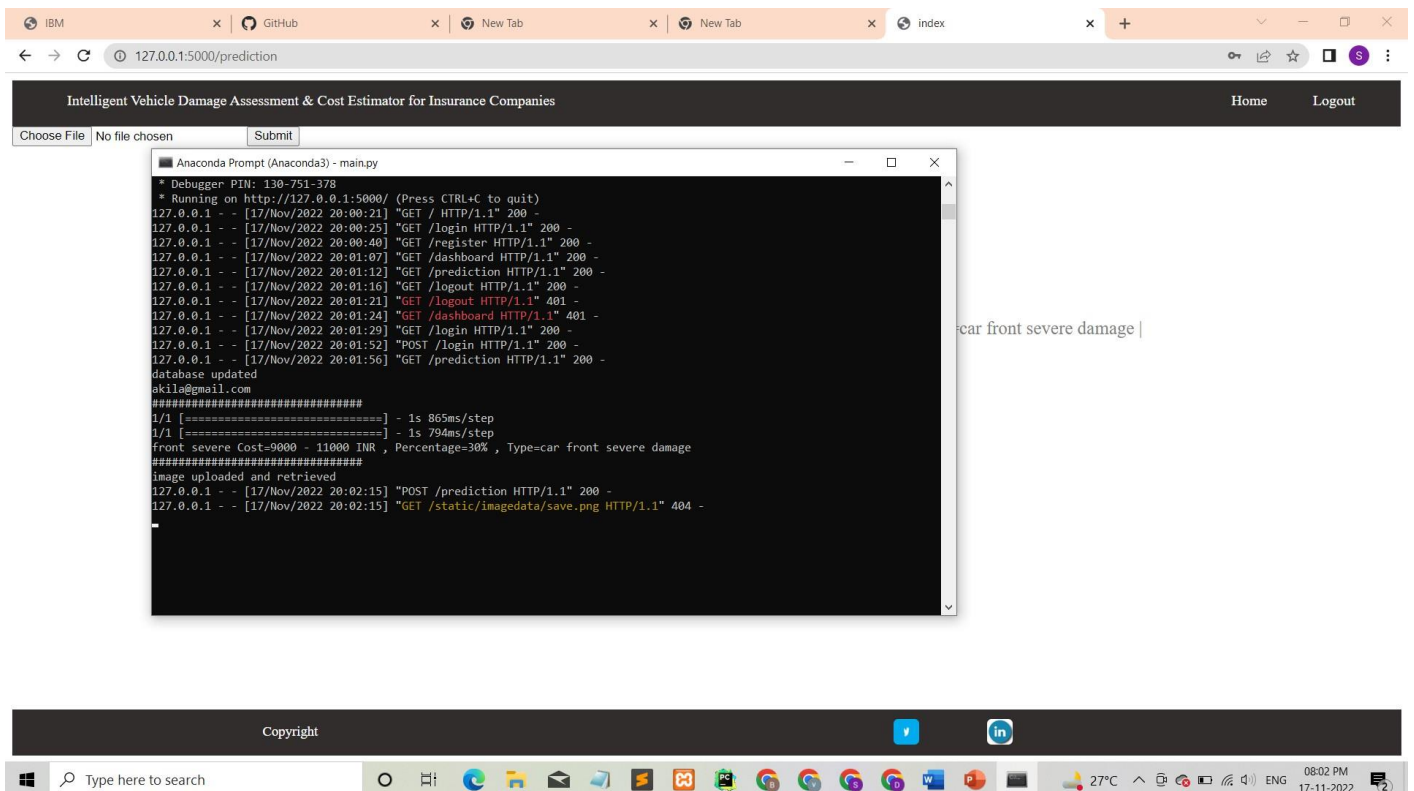 IBM
GitHub
New Tab
New Tab
index
127.0.0.1:5000/prediction
S
Intelligent Vehicle Damage Assessment & Cost Estimator for Insurance Companies
Home
Logout
Choose File No file chosen
Submit
Anaconda Prompt (Anaconda3) - main.py
* Debugger PIN: 130-751-378
* Running on http://127.0.0.1:5000/ (Press CTRL+C to quit)
127.0.0.1 - - [17/Nov/2022 20:00:21] "GET / HTTP/1.1" 200 -
127.0.0.1 - - [17/Nov/2022 20:00:25] "GET /login HTTP/1.1" 200 -
127.0.0.1 - - [17/Nov/2022 20:00:40] "GET /register HTTP/1.1" 200 -
127.0.0.1 - - [17/Nov/2022 20:01:07] "GET /dashboard HTTP/1.1" 200 -
127.0.0.1 - - [17/Nov/2022 20:01:12] "GET /prediction HTTP/1.1" 200 -
127.0.0.1 - - [17/Nov/2022 20:01:16] "GET /logout HTTP/1.1" 200 -
127.0.0.1 - - [17/Nov/2022 20:01:21] "GET /logout HTTP/1.1" 401 -
127.0.0.1 - - [17/Nov/2022 20:01:24] "GET /dashboard HTTP/1.1" 401 -
127.0.0.1 - - [17/Nov/2022 20:01:29] "GET /login HTTP/1.1" 200 -
127.0.0.1 - - [17/Nov/2022 20:01:52] "POST /login HTTP/1.1" 200 -
127.0.0.1 - - [17/Nov/2022 20:01:56] "GET /prediction HTTP/1.1" 200 -
database updated
akila@gmail.com
################################
1/1 [==============================] - 1s 865ms/step
1/1 [==============================] - 1s 794ms/step
front severe Cost=9000 - 11000 INR , Percentage=30% , Type=car front severe damage
################################
image uploaded and retrieved
127.0.0.1 - - [17/Nov/2022 20:02:15] "POST /prediction HTTP/1.1" 200 -
127.0.0.1 - - [17/Nov/2022 20:02:15] "GET /static/imagedata/save.png HTTP/1.1" 404 -
=car front severe damage |
Copyright
in
Type here to search
27°C
ENG
08:02 PM
17-11-2022
2